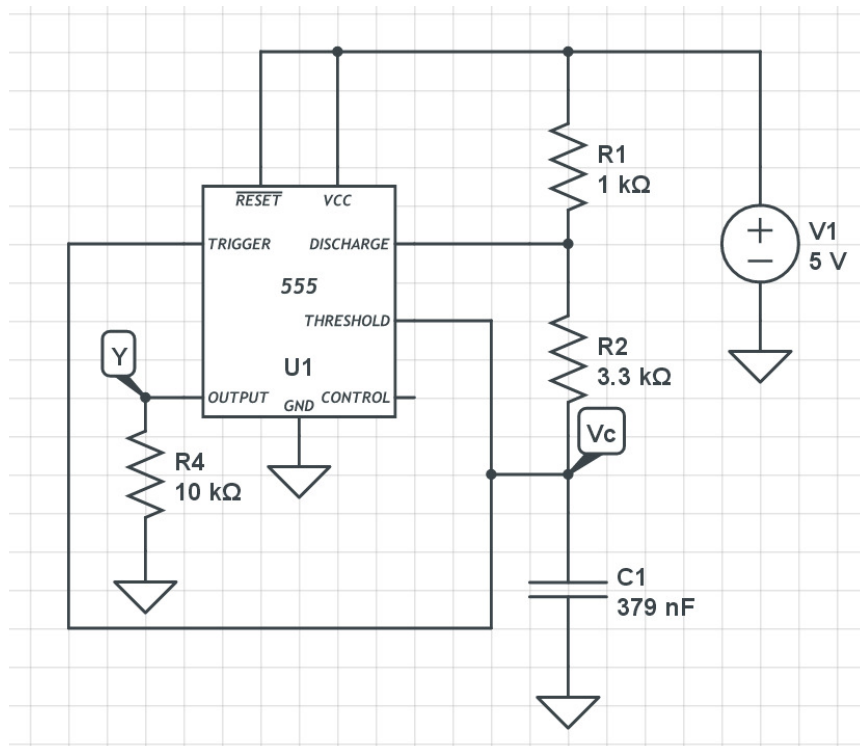 R1
1 kΩ
RESET
VCC
V1
5 V
TRIGGER
DISCHARGE
555
THRESHOLD
R2
3.3 kΩ
Y
U1
OUTPUT
GND
CONTROL
Vc
R4
10 kΩ
C1
379 nF